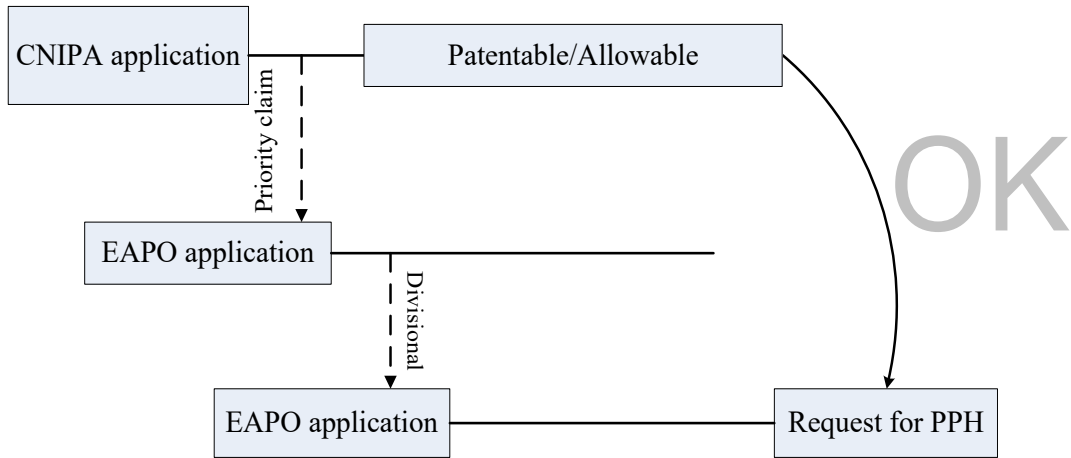 CNIPA application
Patentable/Allowable
Priority claim
OK
EAPO application
Divisional
EAPO application
Request for PPH